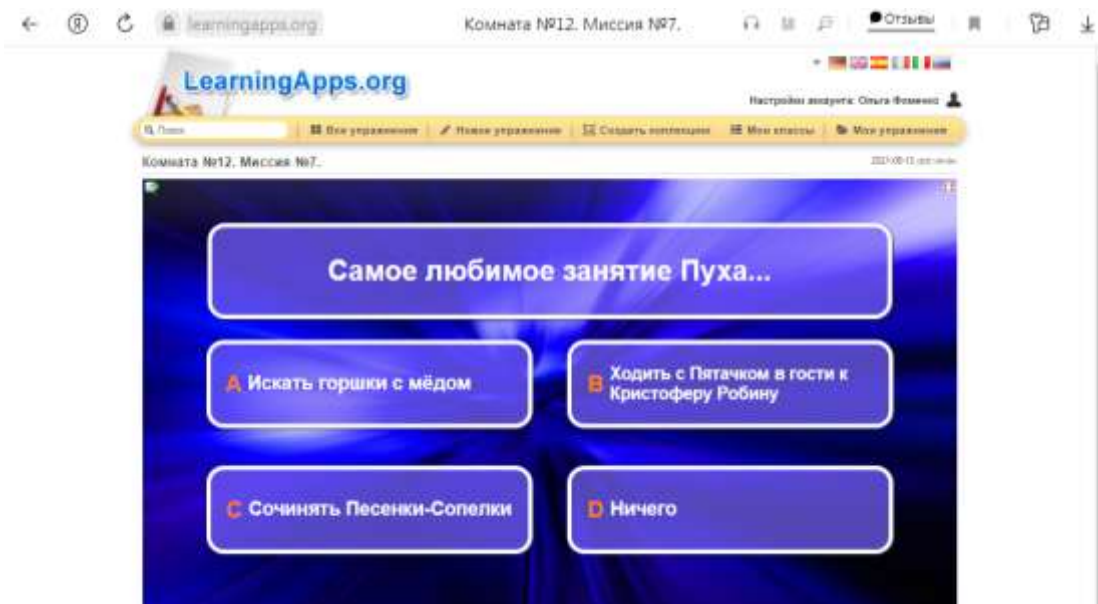 learningapps.org
Комната №12. Миссия №7.
Отзывы
LearningApps.org
Настройки аккаунта: Ольга Фоменко
Поиск
Все упражнения
Новое упражнение
Создать коллекцию
Мои классы
Мои упражнения
Комната №12. Миссия №7.
Самое любимое занятие Пуха...
A Искать горшки с мёдом
B Ходить с Пятачком в гости к
Кристоферу Робину
C Сочинять Песенки-Сопелки
D Ничего